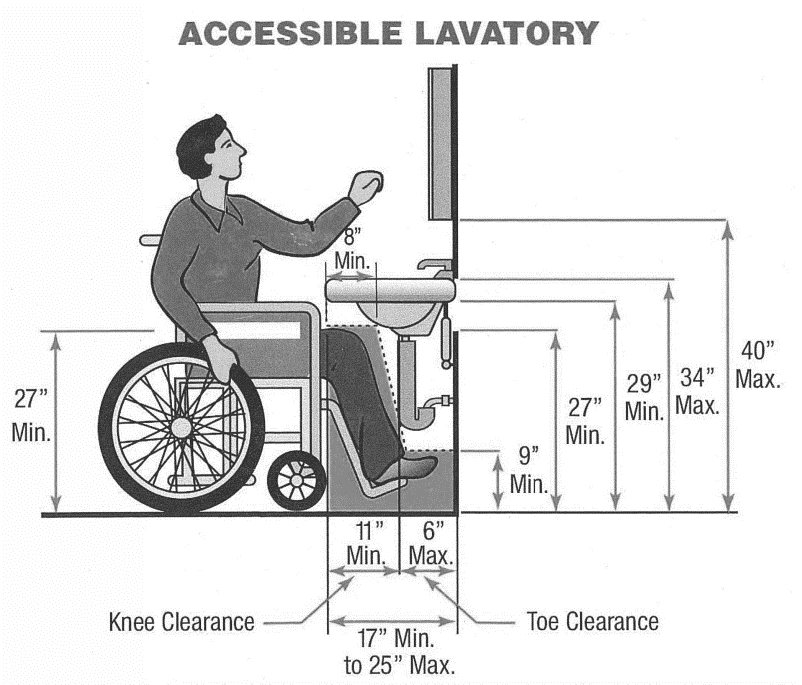 ACCESSIBLE LAVATORY
8”
Min.
40”
Max.
27”
Min.
29”
Min.
34”
Max.
27”
Min.
9”
Min.
11”
Min.
6”
Max.
Knee Clearance
Toe Clearance
17” Min.
to 25” Max.